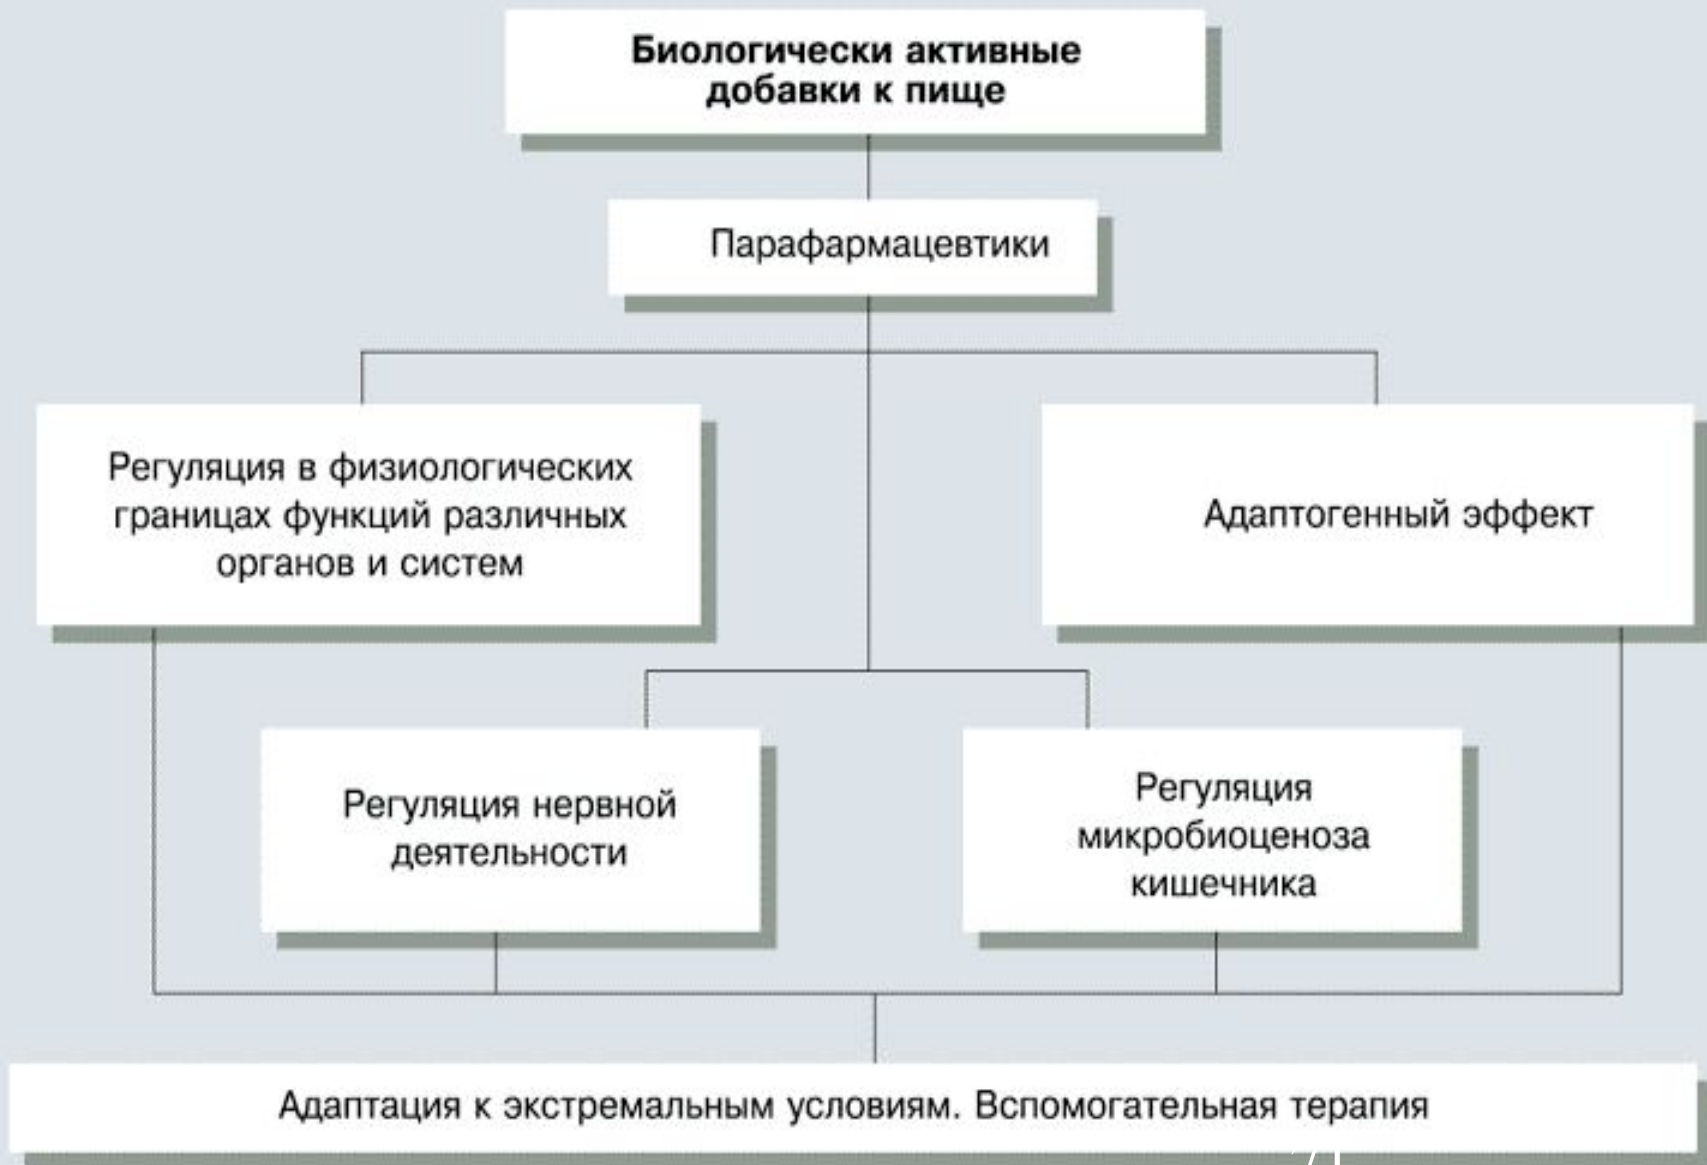 Биологически активные
добавки к пище
Парафармацевтики
Регуляция в физиологических
границах функций различных
органов и систем
Адаптогенный эффект
Регуляция нервной
деятельности
Регуляция
микробиоценоза
кишечника
Адаптация к экстремальным условиям. Вспомогательная терапия